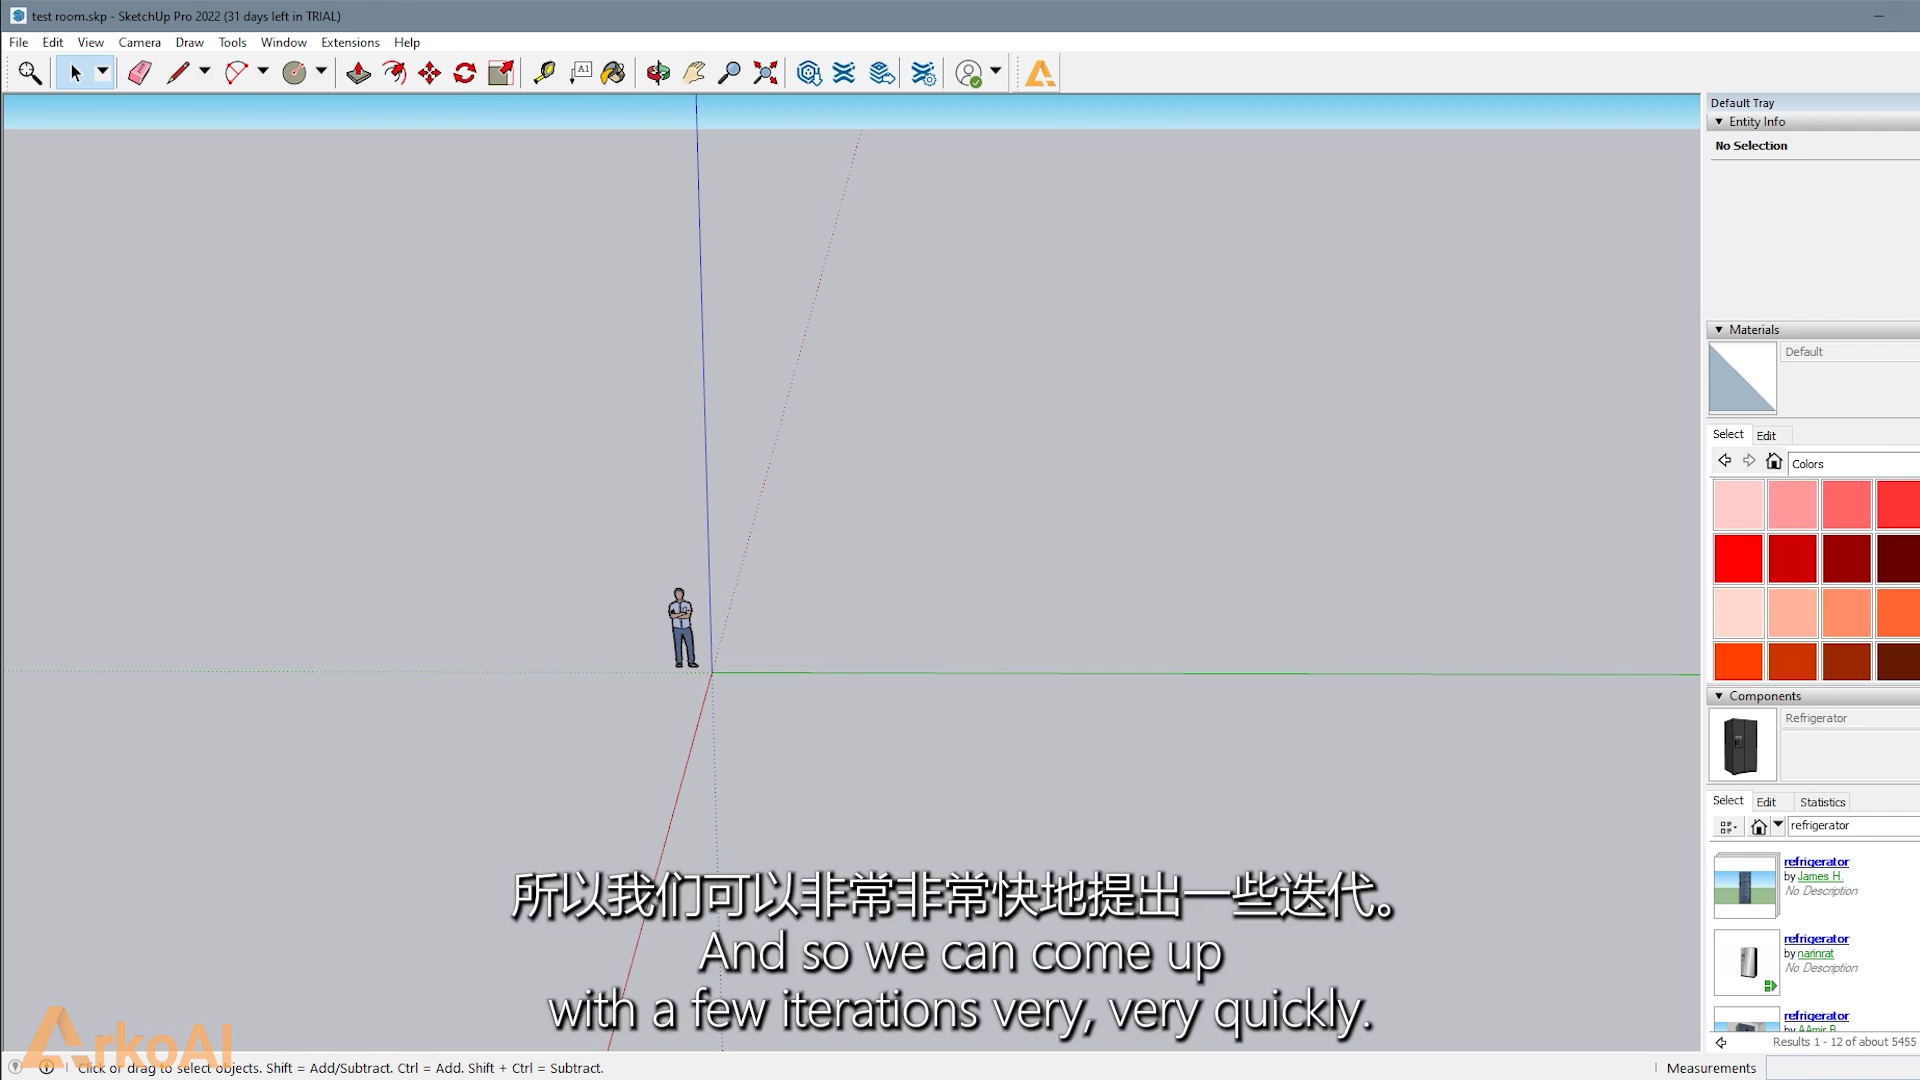 test room.skp - SketchUp Pro 2022 (31 days left in TRIAL)
File Edit View Camera Draw Tools Window Extensions Help
A1
Default Tray
Entity Info
No Selection
Materials
Default
Select Edit
Colors
Components
Refrigerator
Select Edit Statistics
refrigerator
refrigerator
by James H.
No Description
refrigerator
by narinrat
No Description
refrigerator
by AAmir B.
Results 1 - 12 of about 5455
所以我们可以非常非常快地提出一些迭代。
And so we can come up
with a few iterations very, very quickly.
ArkoAI
Click or drag to select objects. Shift = Add/Subtract. Ctrl = Add. Shift + Ctrl = Subtract.
Measurements